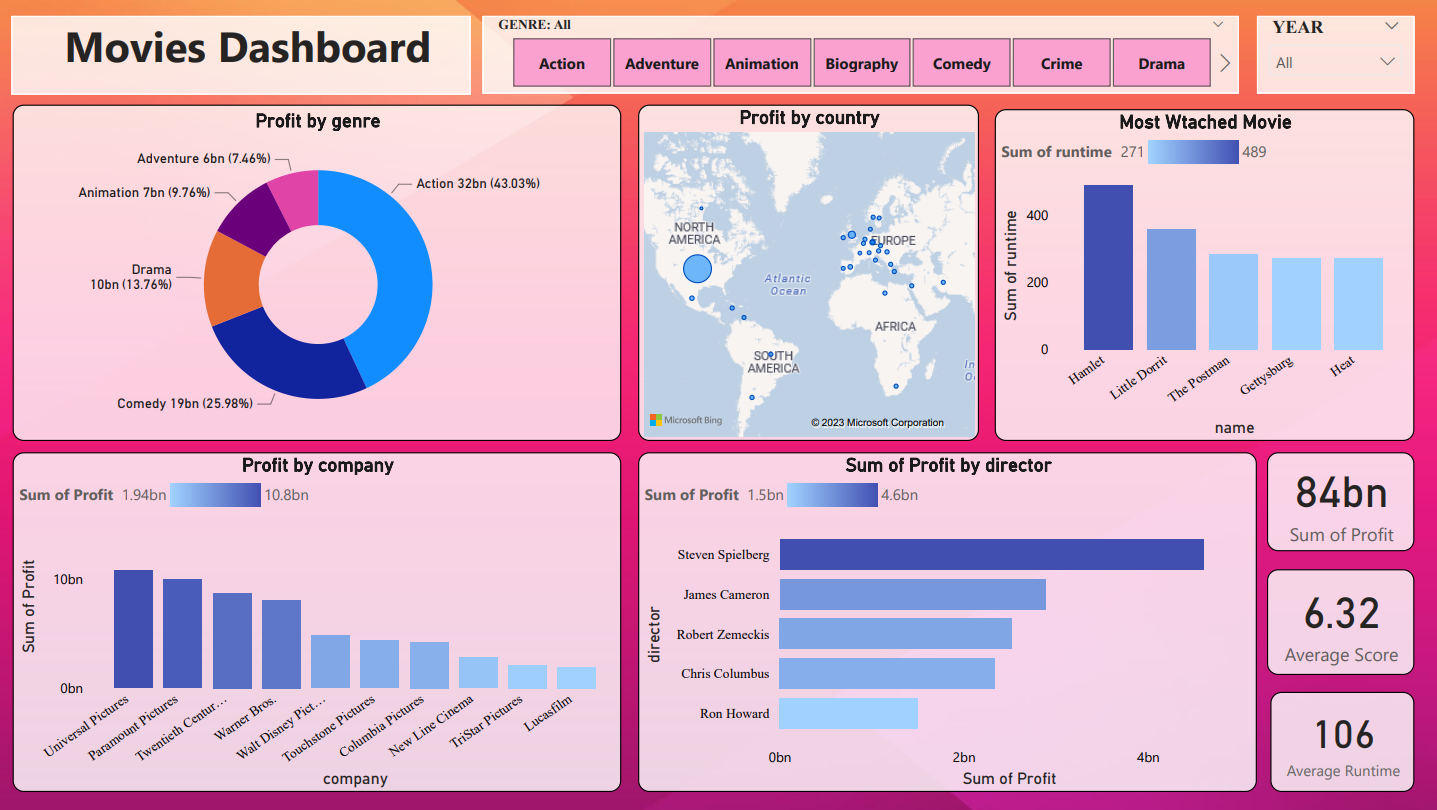 Movies Dashboard
GENRE: All
Action
Adventure
Animation
Biography
Comedy
Crime
Drama
YEAR
All
Profit by genre
Adventure 6bn (7.46%)
Action 32bn (43.03%)
Animation 7bn (9.76%)
Drama
10bn (13.76%)
Comedy 19bn (25.98%)
Profit by country
NORTH
AMERICA
EUROPE
Atlantic
Ocean
AFRICA
SOUTH
AMERICA
In
Oc
Microsoft Bing
© 2023 Microsoft Corporation
Most Wtached Movie
Sum of runtime 271 489
Sum of runtime
400
200
0
Hamlet
Little Dorrit
The Postman
Gettysburg
Heat
name
Profit by company
Sum of Profit 1.94bn 10.8bn
Sum of Profit
10bn
0bn
Universal Pictures
Paramount Pictures
Twentieth Centur...
Warner Bros.
Walt Disney Pict...
Touchstone Pictures
Columbia Pictures
New Line Cinema
TriStar Pictures
Lucasfilm
company
Sum of Profit by director
Sum of Profit 1.5bn 4.6bn
director
Steven Spielberg
James Cameron
Robert Zemeckis
Chris Columbus
Ron Howard
0bn 2bn 4bn
Sum of Profit
84bn
Sum of Profit
6.32
Average Score
106
Average Runtime